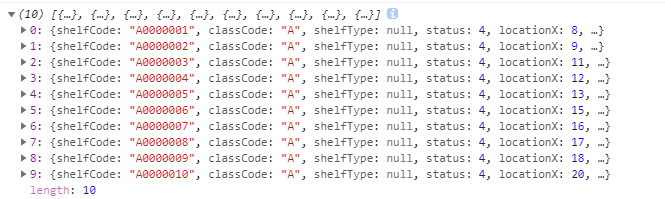 ▼ (10) [{…}, {…}, {…}, {…}, {…}, {…}, {…}, {…}, {…}, {…}] i
▶ 0: {shelfCode: "A0000001", classCode: "A", shelfType: null, status: 4, locationX: 8, …}
▶ 1: {shelfCode: "A0000002", classCode: "A", shelfType: null, status: 4, locationX: 9, …}
▶ 2: {shelfCode: "A0000003", classCode: "A", shelfType: null, status: 4, locationX: 11, …}
▶ 3: {shelfCode: "A0000004", classCode: "A", shelfType: null, status: 4, locationX: 12, …}
▶ 4: {shelfCode: "A0000005", classCode: "A", shelfType: null, status: 4, locationX: 13, …}
▶ 5: {shelfCode: "A0000006", classCode: "A", shelfType: null, status: 4, locationX: 15, …}
▶ 6: {shelfCode: "A0000007", classCode: "A", shelfType: null, status: 4, locationX: 16, …}
▶ 7: {shelfCode: "A0000008", classCode: "A", shelfType: null, status: 4, locationX: 17, …}
▶ 8: {shelfCode: "A0000009", classCode: "A", shelfType: null, status: 4, locationX: 18, …}
▶ 9: {shelfCode: "A0000010", classCode: "A", shelfType: null, status: 4, locationX: 20, …}
length: 10